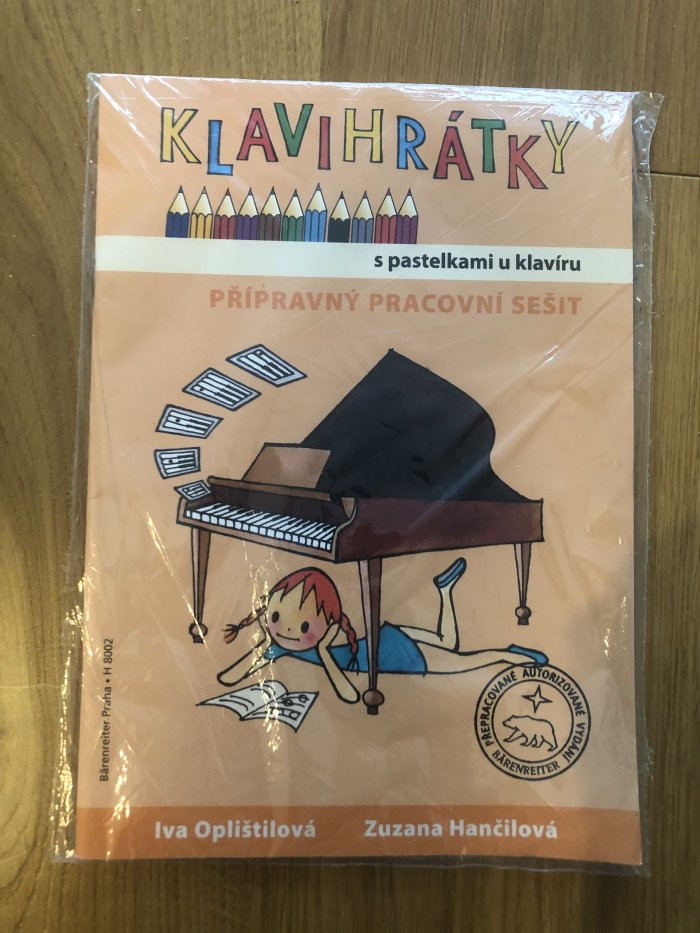 KLAVIHRÁTKY
s pastelkami u klavíru
PŘÍPRAVNÝ PRACOVNÍ SEŠIT
Bärenreiter Praha • H 8002
PŘEPRACOVANÉ AUTORIZOVANÉ VYDÁNÍ
BÄRENREITER
Iva Oplištilová Zuzana Hančilová